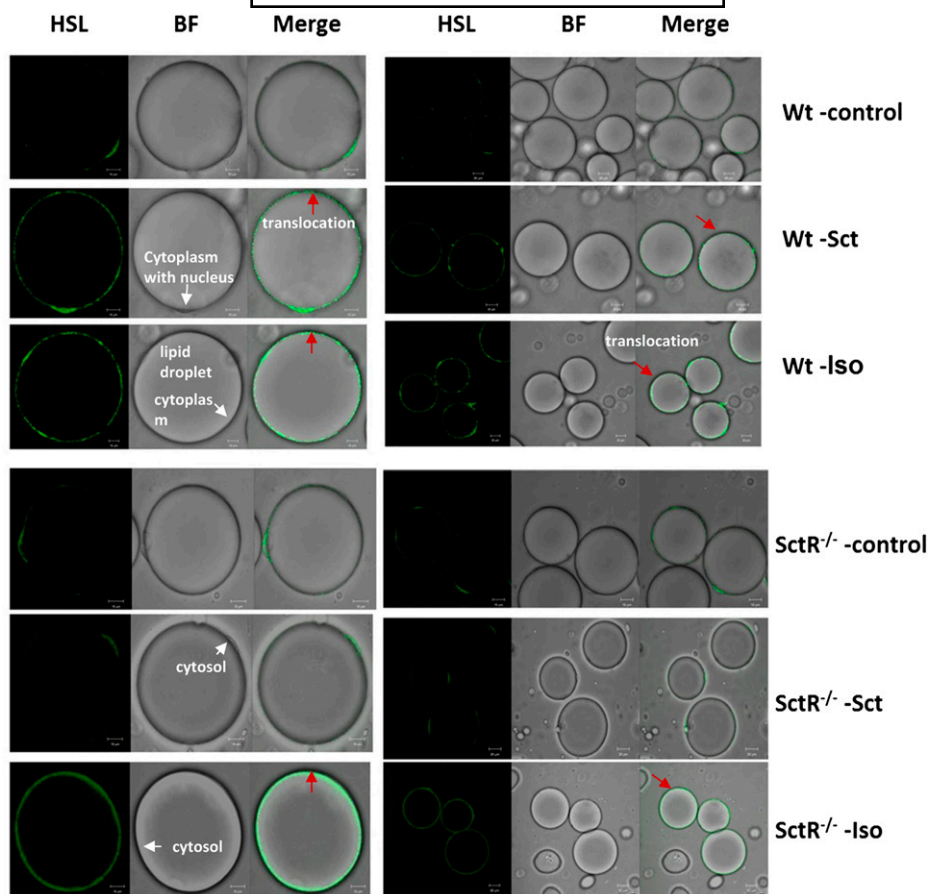 HSL BF Merge HSL BF Merge
Wt -control
translocation
Cytoplasm
with nucleus
Wt -Sct
lipid
droplet
cytoplas
m
translocation
Wt -Iso
SctR-/- -control
cytosol
SctR-/- -Sct
cytosol
SctR-/- -Iso